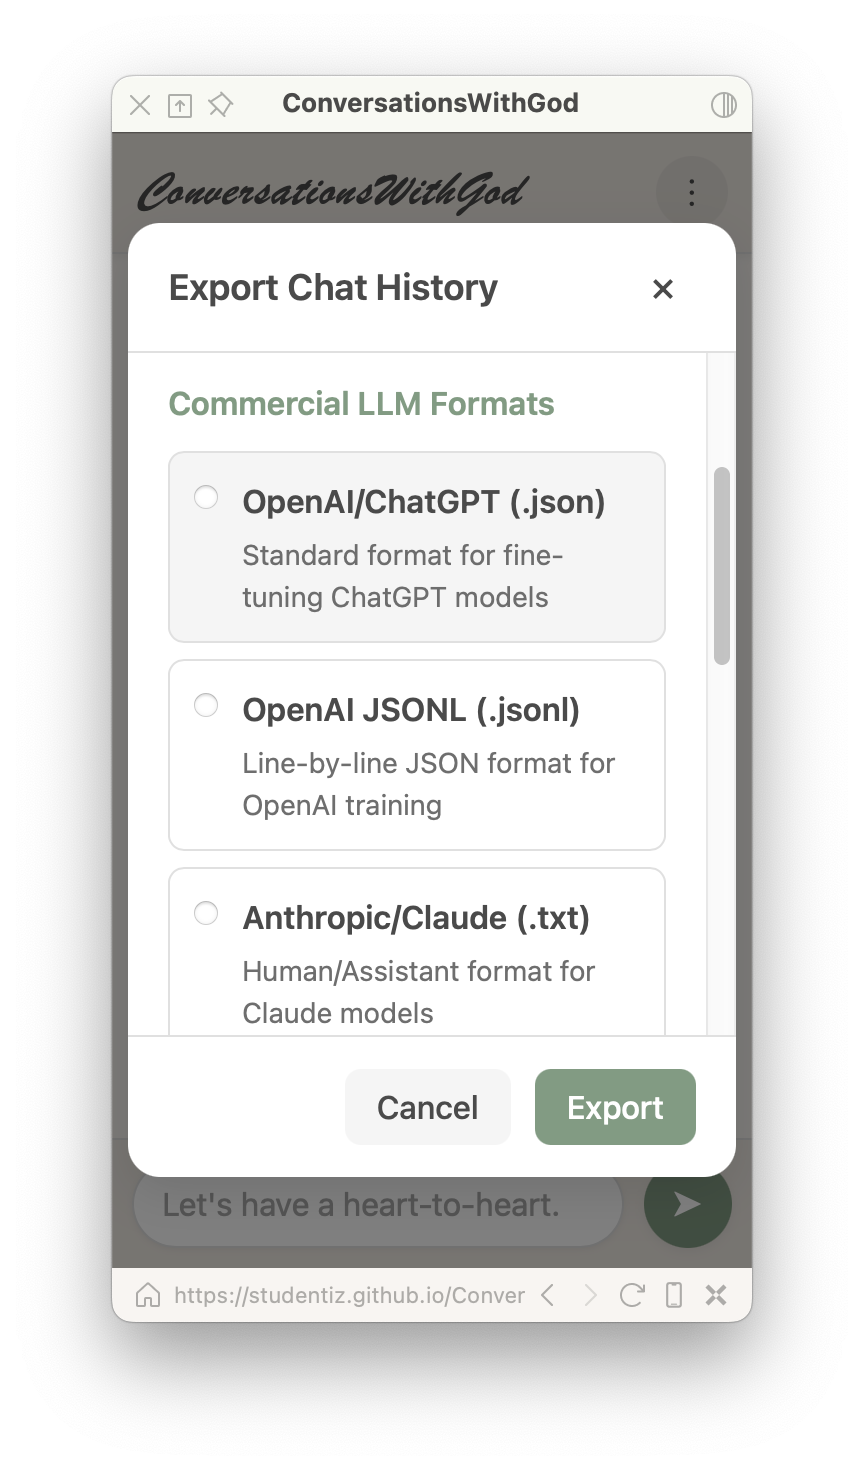 ConversationsWithGod
ConversationsWithGod
Export Chat History
Commercial LLM Formats
OpenAI/ChatGPT (.json)
Standard format for fine-
tuning ChatGPT models
OpenAI JSONL (.jsonl)
Line-by-line JSON format for
OpenAI training
Anthropic/Claude (.txt)
Human/Assistant format for
Claude models
Cancel
Export
Let's have a heart-to-heart.
https://studentiz.github.io/Conver